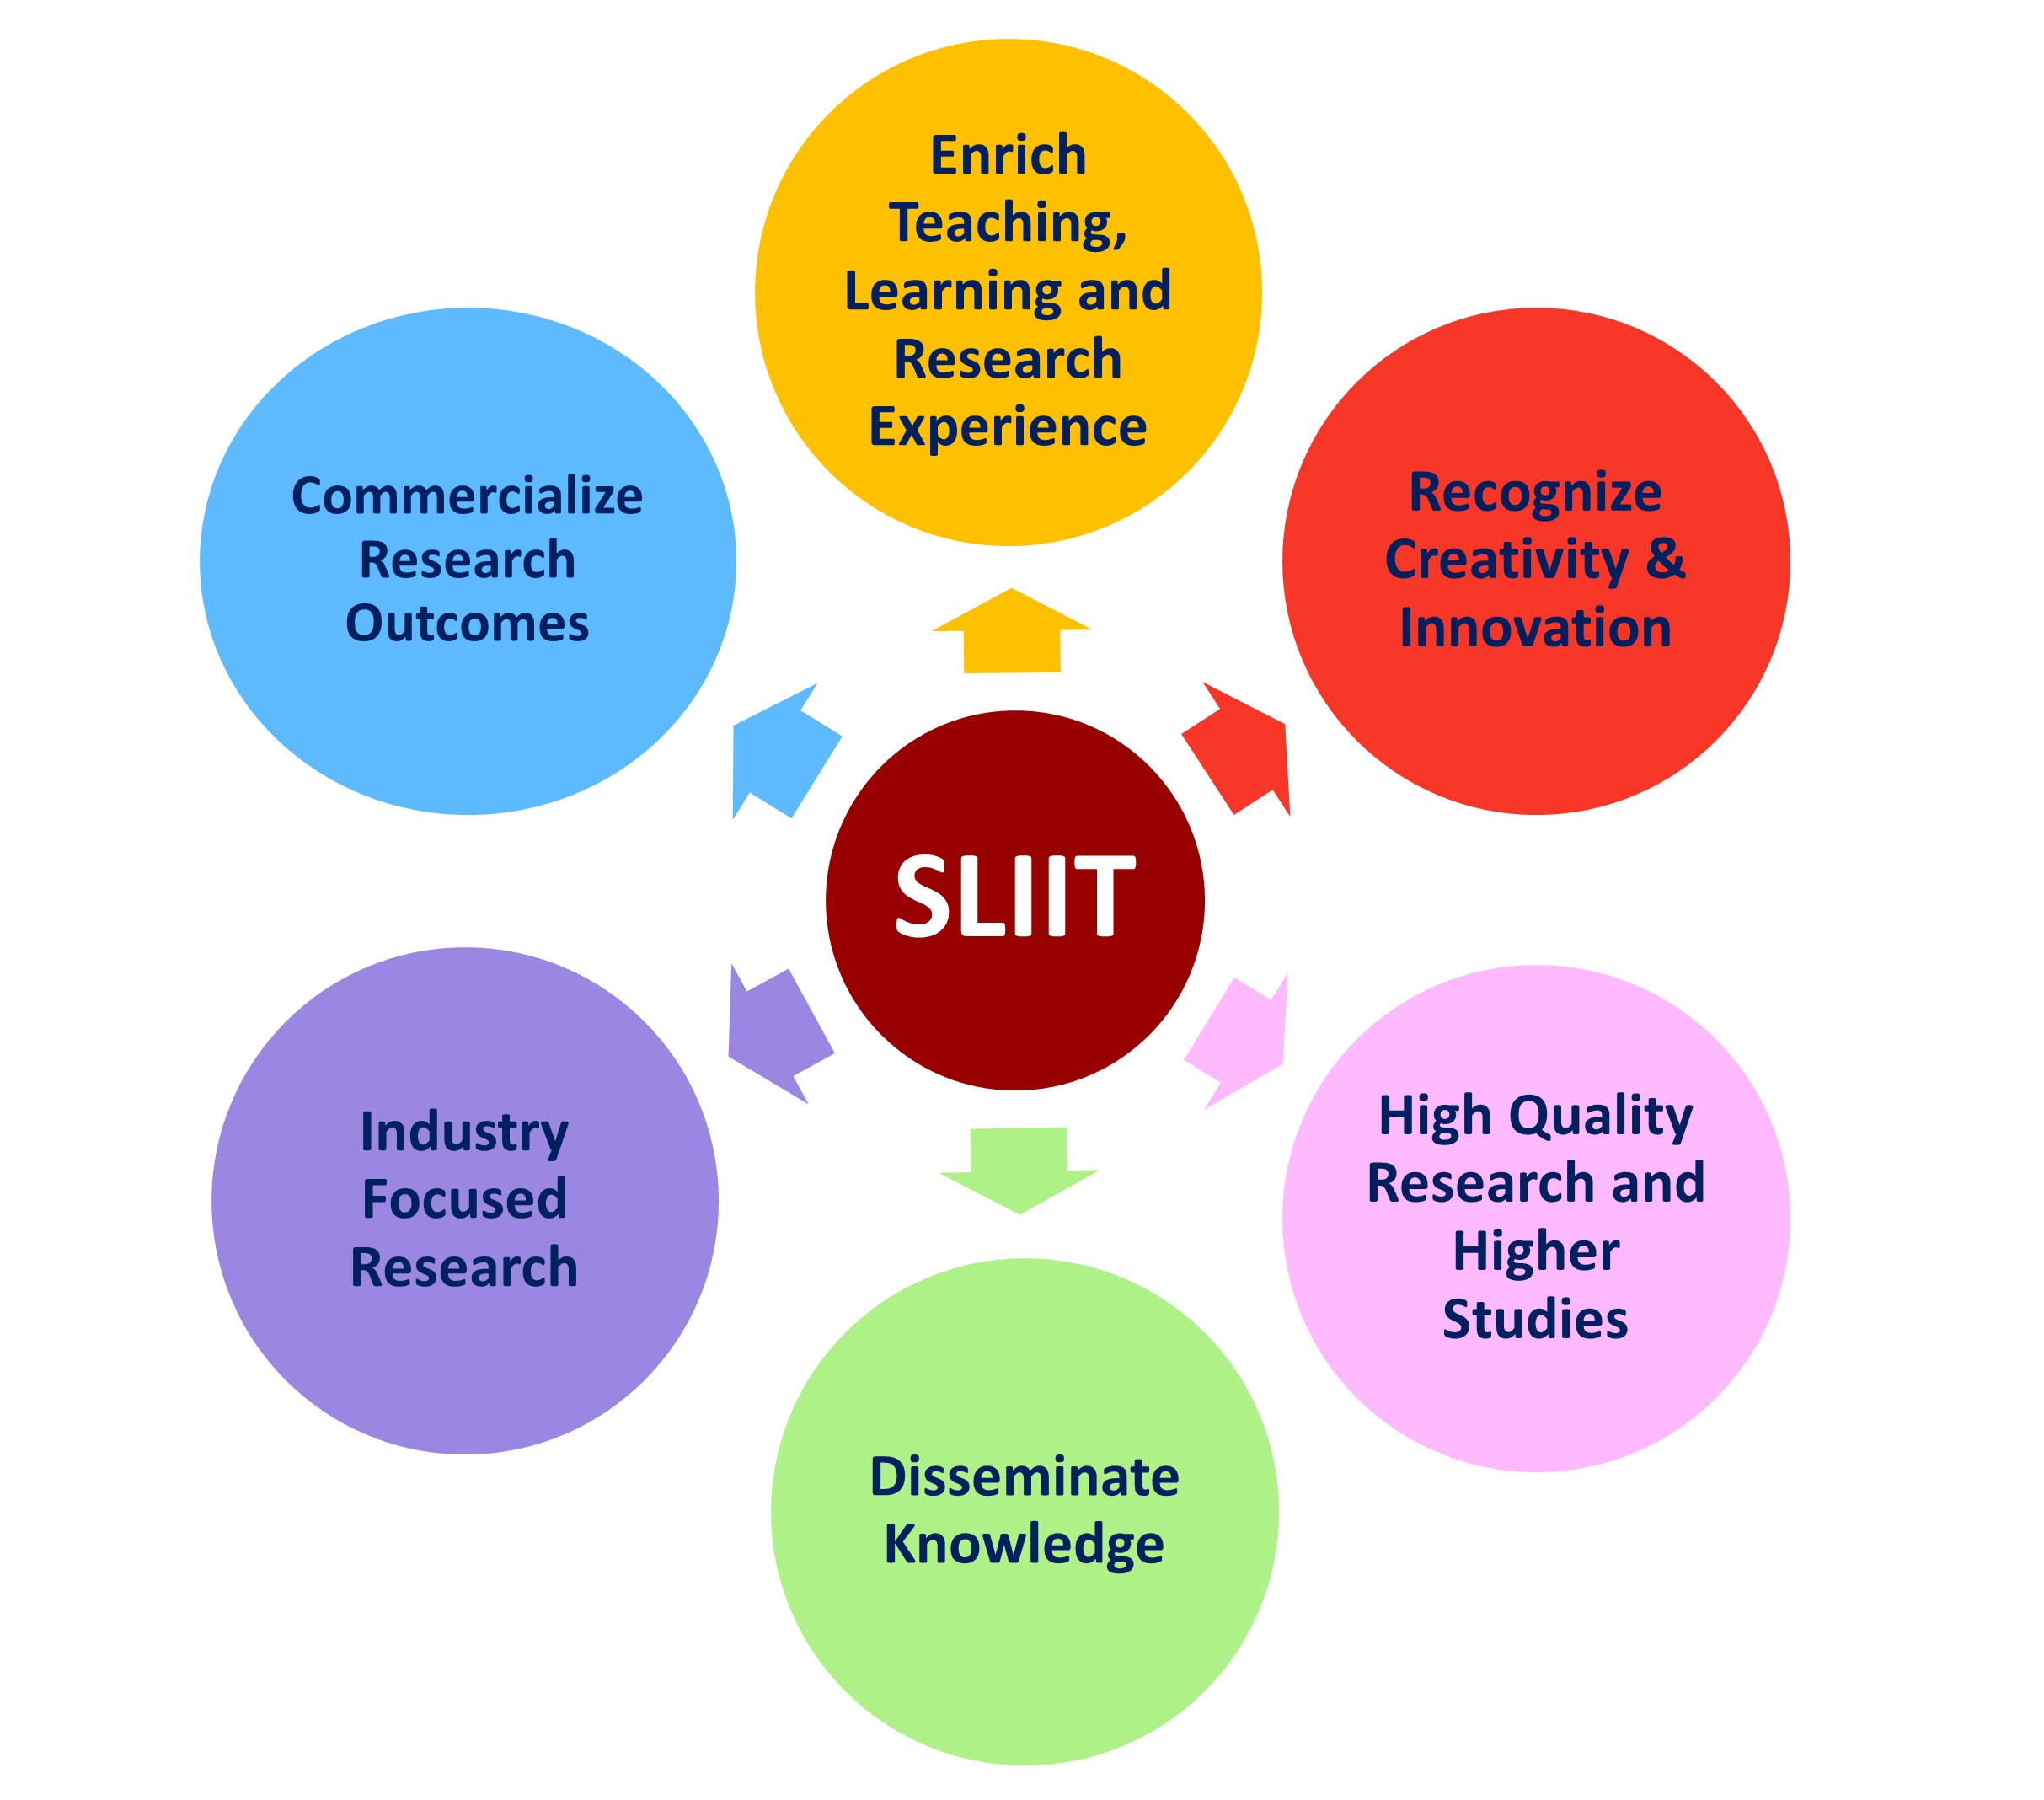 Enrich
Teaching,
Learning and
Research
Experience
Recognize
Creativity &
Innovation
High Quality
Research and
Higher
Studies
Disseminate
Knowledge
Industry
Focused
Research
Commercialize
Research
Outcomes
SLIIT